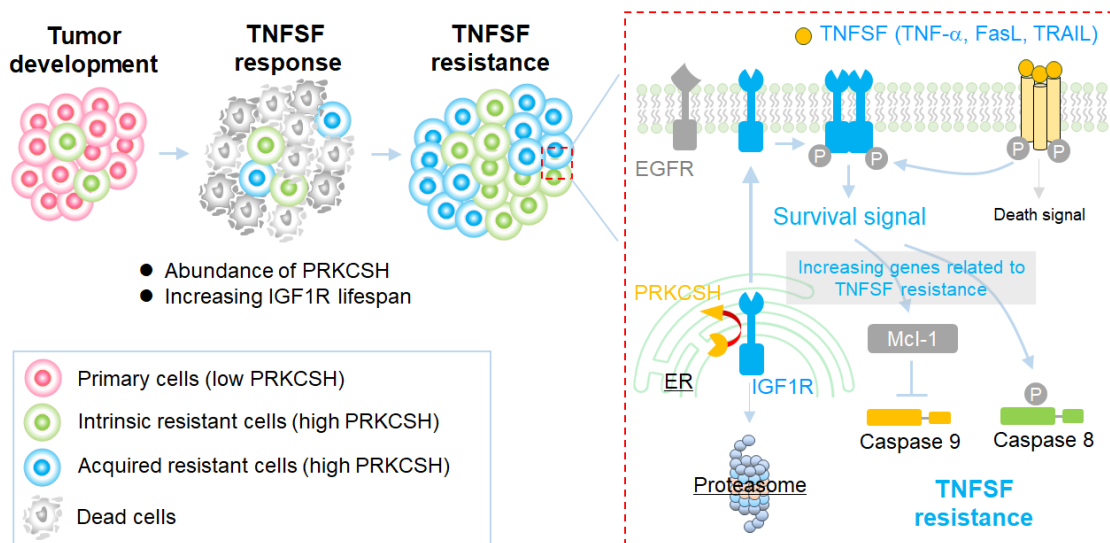 Tumor
development
TNFSF
response
TNFSF
resistance
● Abundance of PRKCSH
● Increasing IGF1R lifespan
Primary cells (low PRKCSH)
Intrinsic resistant cells (high PRKCSH)
Acquired resistant cells (high PRKCSH)
Dead cells
TNFSF (TNF-α, FasL, TRAIL)
EGFR
P
P
P
P
Survival signal
Death signal
Increasing genes related to
TNFSF resistance
PRKCSH
ER
IGF1R
Mcl-1
P
Caspase 9
Caspase 8
Proteasome
TNFSF
resistance